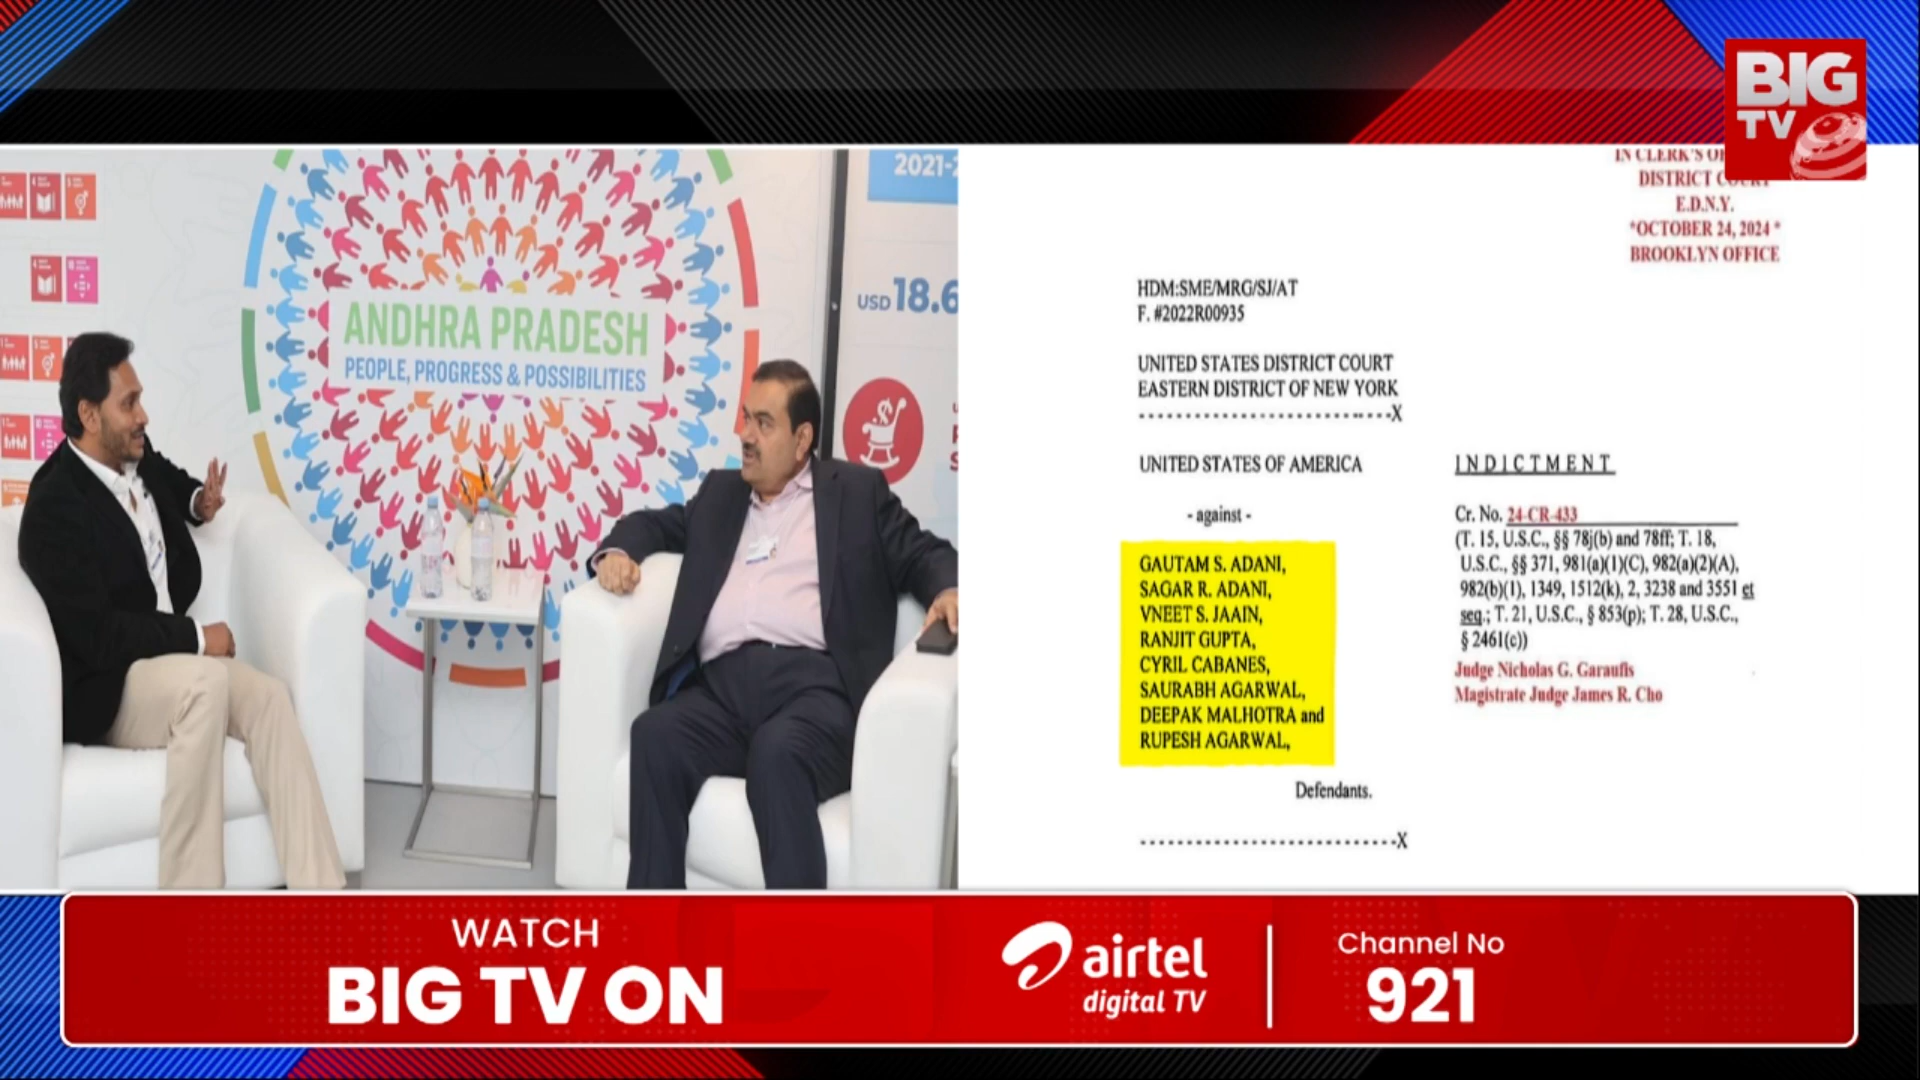 BIG
TV
2021-2
USD 18.6
ANDHRA PRADESH
PEOPLE, PROGRESS & POSSIBILITIES
IN CLERK'S
DISTRICT COURT
E.D.N.Y.
*OCTOBER 24, 2024 *
BROOKLYN OFFICE
HDM:SME/MRG/SJ/AT
F. #2022R00935
UNITED STATES DISTRICT COURT
EASTERN DISTRICT OF NEW YORK
---------------------------X
UNITED STATES OF AMERICA
- against -
GAUTAM S. ADANI,
SAGAR R. ADANI,
VNEET S. JAAIN,
RANJIT GUPTA,
CYRIL CABANES,
SAURABH AGARWAL,
DEEPAK MALHOTRA and
RUPESH AGARWAL,
Defendants.
---------------------------X
INDICTMENT
Cr. No. 24-CR-433
(T. 15, U.S.C., §§ 78j(b) and 78ff; T. 18,
U.S.C., §§ 371, 981(a)(1)(C), 982(a)(2)(A),
982(b)(1), 1349, 1512(k), 2, 3238 and 3551 et
seq.; T. 21, U.S.C., § 853(p); T. 28, U.S.C.,
§ 2461(c))
Judge Nicholas G. Garaufis
Magistrate Judge James R. Cho
WATCH
BIG TV ON
airtel
digital TV
Channel No
921